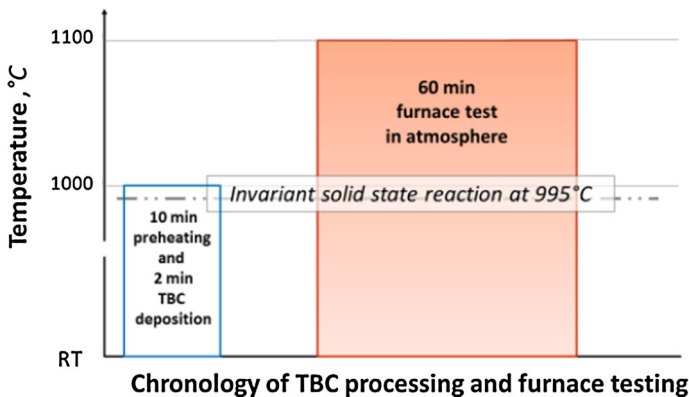 Temperature , °C
1100
1000
RT
60 min
furnace test
in atmosphere
Invariant solid state reaction at 995°C
10 min
preheating
and
2 min
TBC
deposition
Chronology of TBC processing and furnace testing